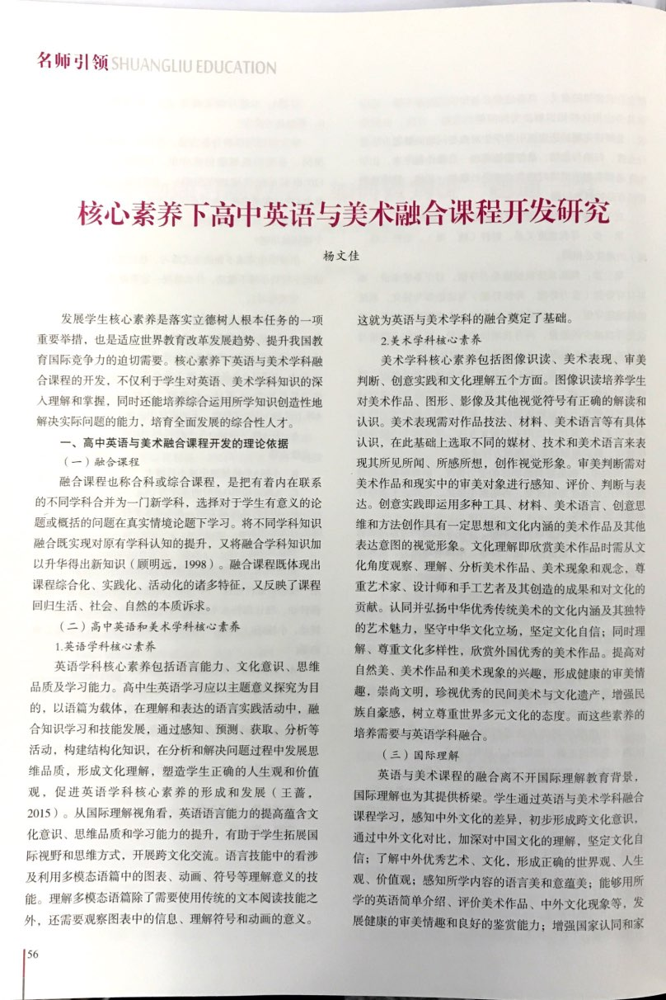 名师引领 SHUANGLIU EDUCATION
核心素养下高中英语与美术融合课程开发研究
杨文佳
发展学生核心素养是落实立德树人根本任务的一项
重要举措，也是适应世界教育改革发展趋势、提升我国教
育国际竞争力的迫切需要。核心素养下英语与美术学科融
合课程的开发，不仅利于学生对英语、美术学科知识的深
入理解和掌握，同时还能培养综合运用所学知识创造性地
解决实际问题的能力，培育全面发展的综合性人才。
一、高中英语与美术融合课程开发的理论依据
（一）融合课程
融合课程也称合科或综合课程，是把有着内在联系
的不同学科合并为一门新学科，选择对于学生有意义的论
题或概括的问题在真实情境论题下学习。将不同学科知识
融合既实现对原有学科认知的提升，又将融合学科知识加
以升华得出新知识（顾明远，1998）。融合课程既体现出
课程综合化、实践化、活动化的诸多特征，又反映了课程
回归生活、社会、自然的本质诉求。
（二）高中英语和美术学科核心素养
1.英语学科核心素养
英语学科核心素养包括语言能力、文化意识、思维
品质及学习能力。高中生英语学习应以主题意义探究为目
的，以语篇为载体，在理解和表达的语言实践活动中，融
合知识学习和技能发展，通过感知、预测、获取、分析等
活动，构建结构化知识，在分析和解决问题过程中发展思
维品质，形成文化理解，塑造学生正确的人生观和价值
观，促进英语学科核心素养的形成和发展（王蔷，
2015）。从国际理解视角看，英语语言能力的提高蕴含文
化意识、思维品质和学习能力的提升，有助于学生拓展国
际视野和思维方式，开展跨文化交流。语言技能中的看涉
及利用多模态语篇中的图表、动画、符号等理解意义的技
能。理解多模态语篇除了需要使用传统的文本阅读技能之
外，还需要观察图表中的信息、理解符号和动画的意义。
这就为英语与美术学科的融合奠定了基础。
2.美术学科核心素养
美术学科核心素养包括图像识读、美术表现、审美
判断、创意实践和文化理解五个方面。图像识读培养学生
对美术作品、图形、影像及其他视觉符号有正确的解读和
认识。美术表现需对作品技法、材料、美术语言等有具体
认识，在此基础上选取不同的媒材、技术和美术语言来表
现其所见所闻、所感所想，创作视觉形象。审美判断需对
美术作品和现实中的审美对象进行感知、评价、判断与表
达。创意实践即运用多种工具、材料、美术语言、创意思
维和方法创作具有一定思想和文化内涵的美术作品及其他
表达意图的视觉形象。文化理解即欣赏美术作品时需从文
化角度观察、理解、分析美术作品、美术现象和观念，尊
重艺术家、设计师和手工艺者及其创造的成果和对文化的
贡献。认同并弘扬中华优秀传统美术的文化内涵及其独特
的艺术魅力，坚守中华文化立场，坚定文化自信；同时理
解、尊重文化多样性，欣赏外国优秀的美术作品。提高对
自然美、美术作品和美术现象的兴趣，形成健康的审美情
趣，崇尚文明，珍视优秀的民间美术与文化遗产，增强民
族自豪感，树立尊重世界多元文化的态度。而这些素养的
培养需要与英语学科融合。
（三）国际理解
英语与美术课程的融合离不开国际理解教育背景，
国际理解也为其提供桥梁。学生通过英语与美术学科融合
课程学习，感知中外文化的差异，初步形成跨文化意识，
通过中外文化对比，加深对中国文化的理解，坚定文化自
信；了解中外优秀艺术、文化，形成正确的世界观、人生
观、价值观；感知所学内容的语言美和意蕴美；能够用所
学的英语简单介绍、评价美术作品、中外文化现象等，发
展健康的审美情趣和良好的鉴赏能力；增强国家认同和家
56